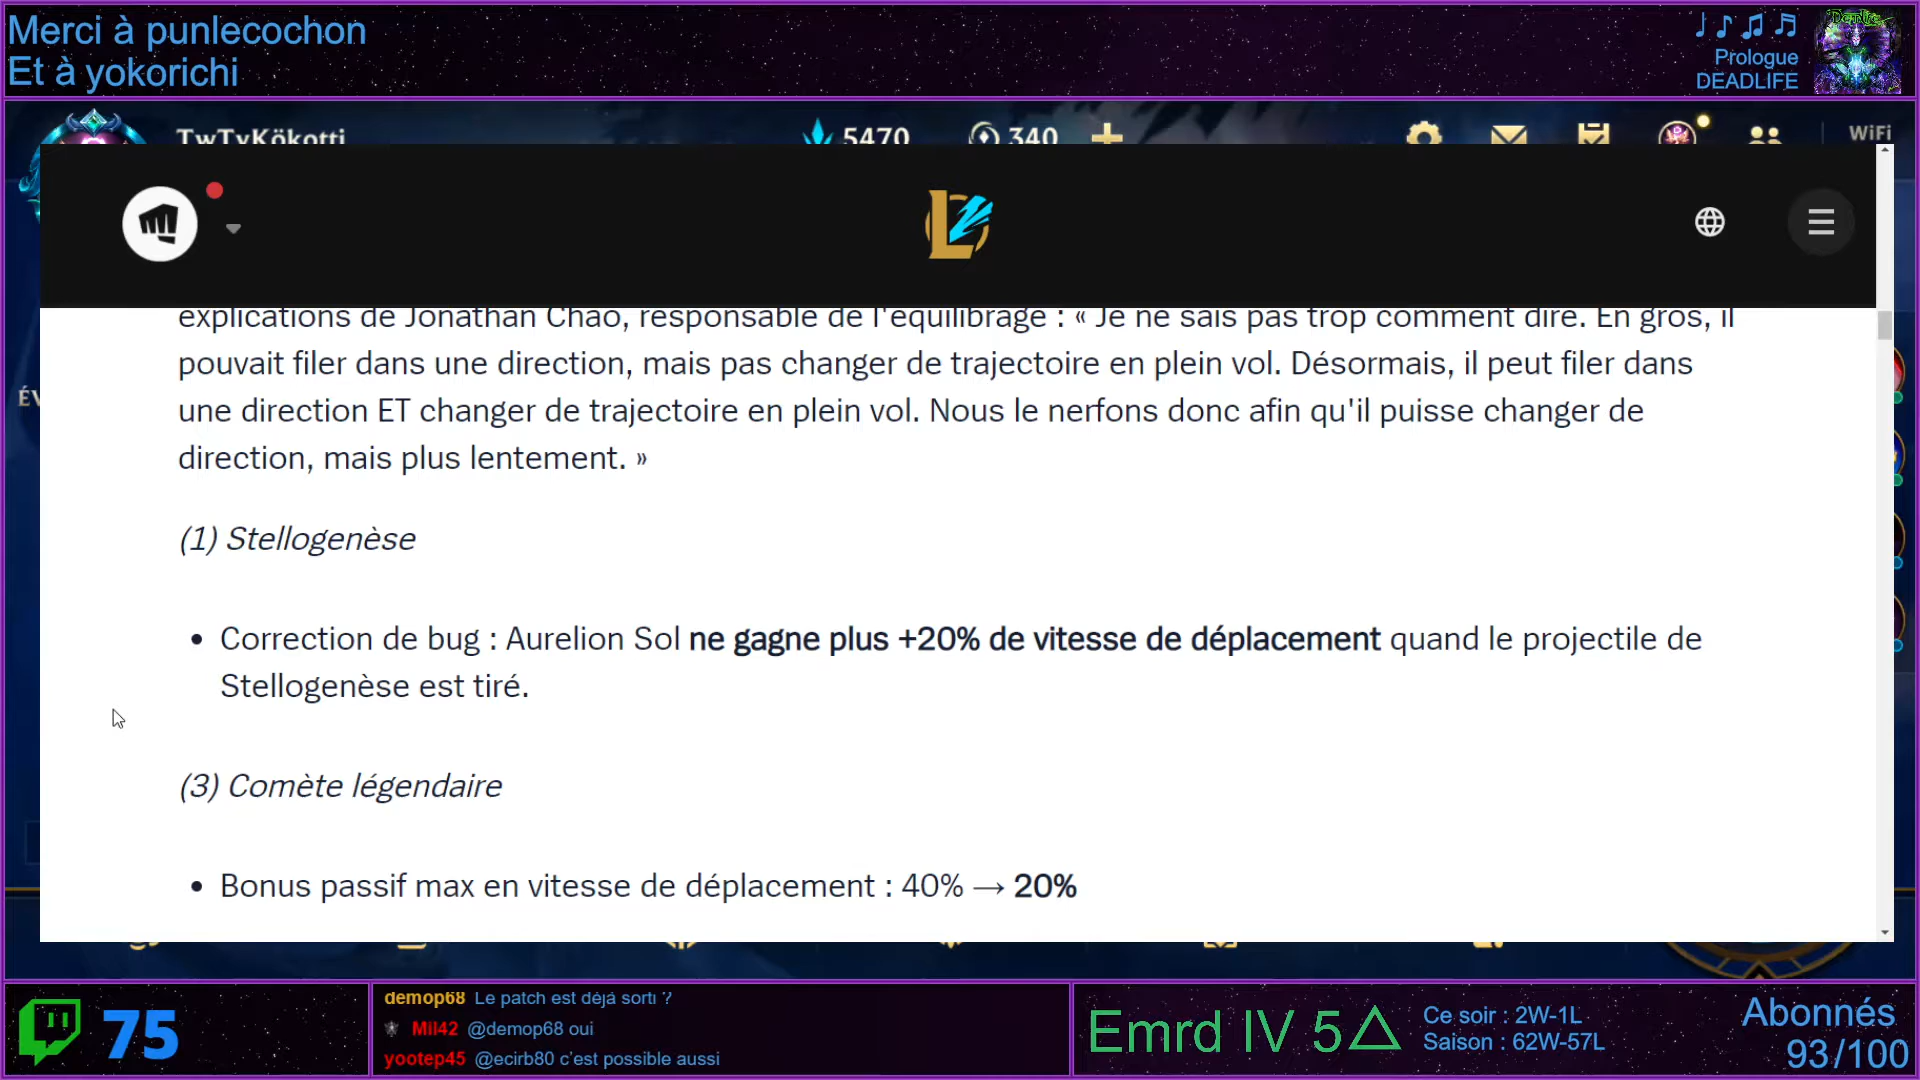 Merci à punlecochon
Et à yokorichi
Prologue
DEADLIFE
TwTvKökotti
5470
340
WiFi
explications de Jonathan Chao, responsable de l'équilibrage : « Je ne sais pas trop comment dire. En gros, il
pouvait filer dans une direction, mais pas changer de trajectoire en plein vol. Désormais, il peut filer dans
une direction ET changer de trajectoire en plein vol. Nous le nerfons donc afin qu'il puisse changer de
direction, mais plus lentement. »
(1) Stellogenèse
• Correction de bug : Aurelion Sol ne gagne plus +20% de vitesse de déplacement quand le projectile de
Stellogenèse est tiré.
(3) Comète légendaire
• Bonus passif max en vitesse de déplacement : 40% → 20%
75
demop68 Le patch est déjà sorti ?
Mil42 @demop68 oui
yootep45 @ecirb80 c'est possible aussi
Emrd IV 5△
Ce soir : 2W-1L
Saison : 62W-57L
Abonnés
93/100